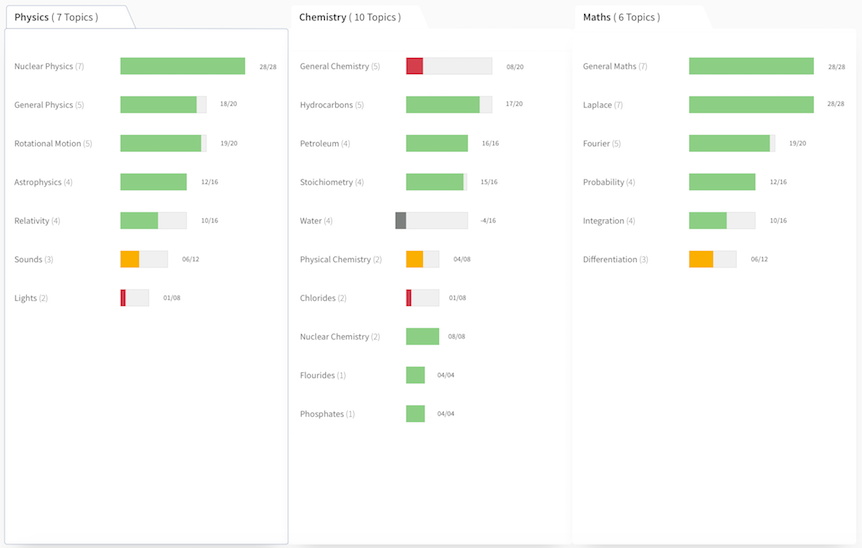 Physics ( 7 Topics )
Nuclear Physics (7) 28/28
General Physics (5) 18/20
Rotational Motion (5) 19/20
Astrophysics (4) 12/16
Relativity (4) 10/16
Sounds (3) 06/12
Lights (2) 01/08
Chemistry ( 10 Topics )
General Chemistry (5) 08/20
Hydrocarbons (5) 17/20
Petroleum (4) 16/16
Stoichiometry (4) 15/16
Water (4) -4/16
Physical Chemistry (2) 04/08
Chlorides (2) 01/08
Nuclear Chemistry (2) 08/08
Flourides (1) 04/04
Phosphates (1) 04/04
Maths ( 6 Topics )
General Maths (7) 28/28
Laplace (7) 28/28
Fourier (5) 19/20
Probability (4) 12/16
Integration (4) 10/16
Differentiation (3) 06/12